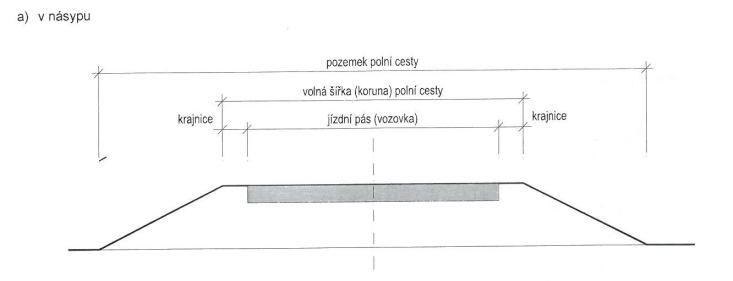 a) v násypu
pozemek polní cesty
volná šířka (koruna) polní cesty
krajnice
jízdní pás (vozovka)
krajnice